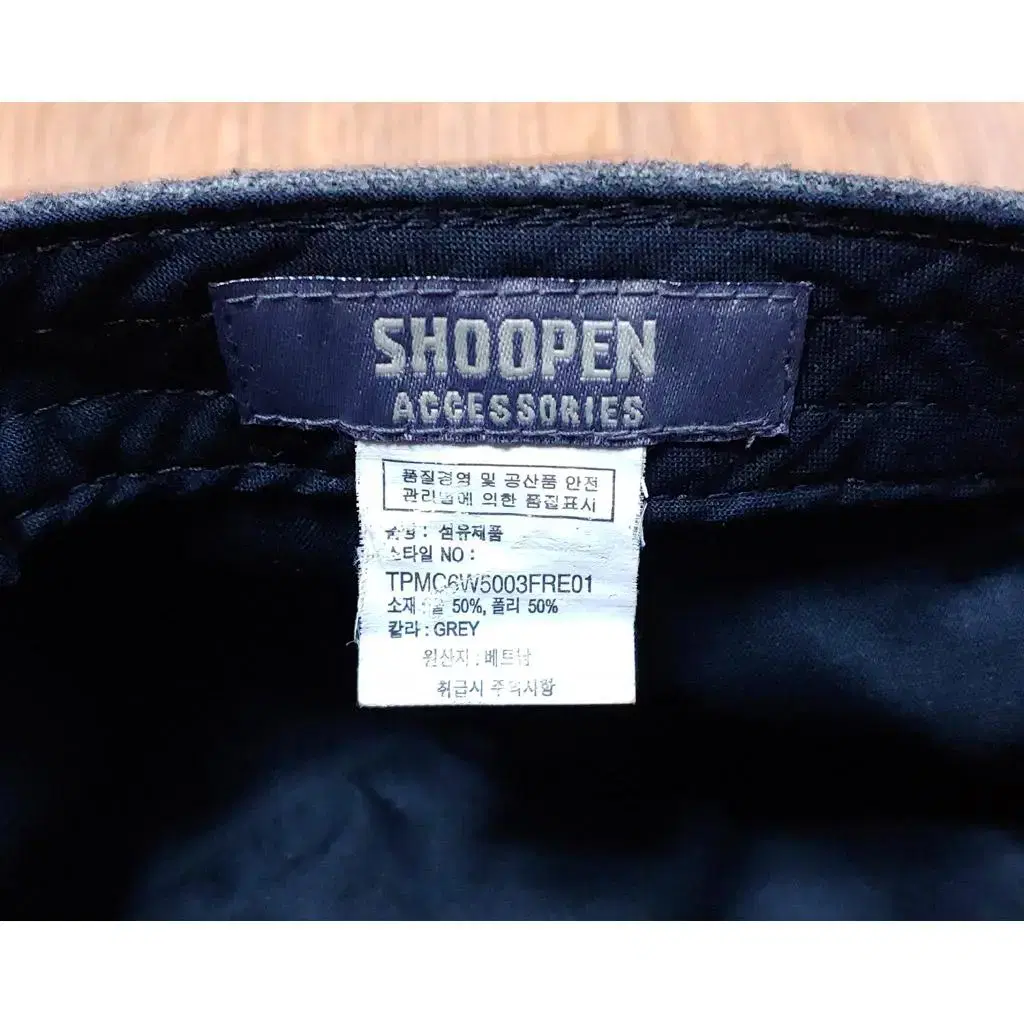 SHOOPEN
ACCESSORIES
품질경영 및 공산품 안전
관리법에 의한 품질표시
품명 : 섬유제품
스타일 NO :
TPMC6W5003FRE01
소재 : 울 50%, 폴리 50%
칼라 : GREY
원산지 : 베트남
취급시 주의사항